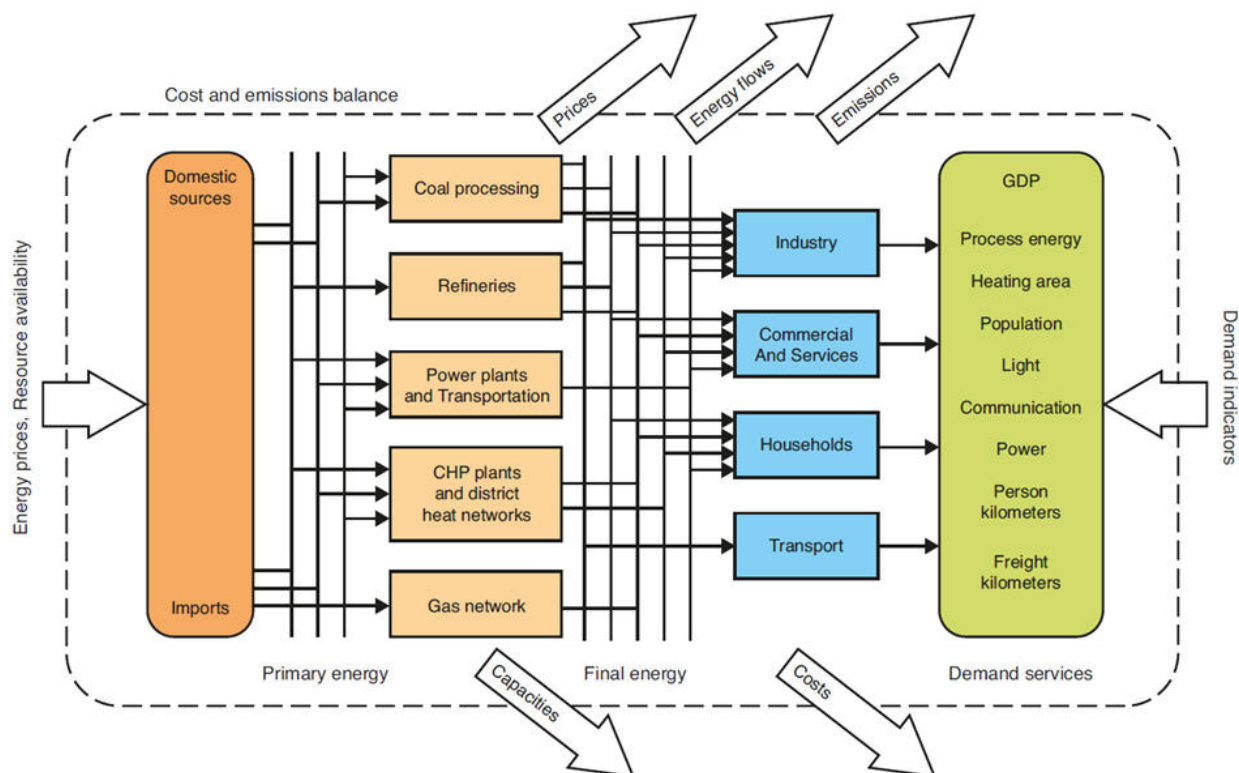 Prices
Energy flows
Emissions
Cost and emissions balance
Energy prices, Resource availability
Domestic
sources
Imports
Primary energy
Coal processing
Refineries
Power plants
and Transportation
CHP plants
and district
heat networks
Gas network
Capacities
Final energy
Industry
Commercial
And Services
Households
Transport
Costs
GDP
Process energy
Heating area
Population
Light
Communication
Power
Person
kilometers
Freight
kilometers
Demand services
Demand indicators